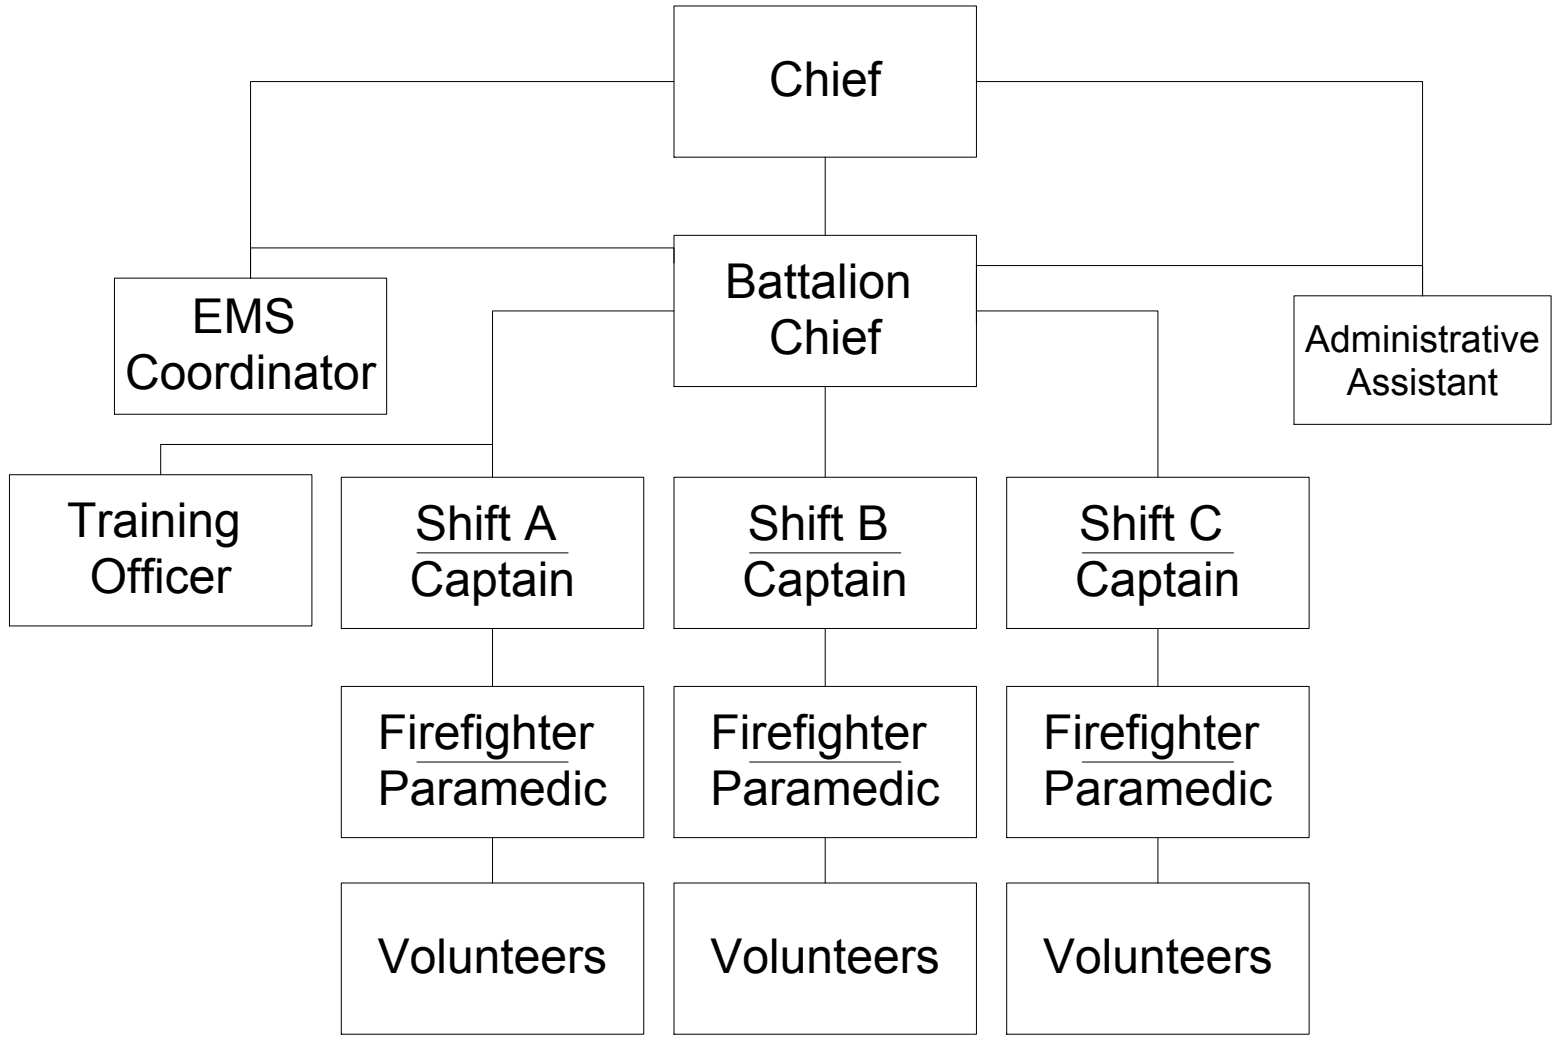 Chief
Battalion
Chief
EMS
Coordinator
Administrative
Assistant
Training
Officer
Shift A
Captain
Shift B
Captain
Shift C
Captain
Firefighter
Paramedic
Firefighter
Paramedic
Firefighter
Paramedic
Volunteers
Volunteers
Volunteers